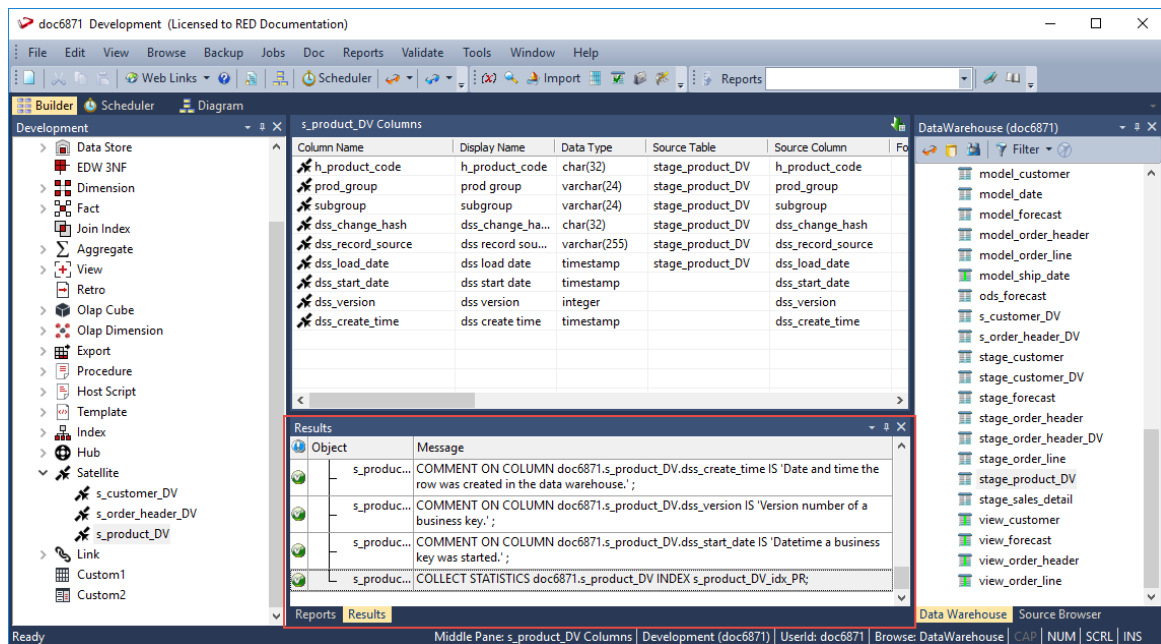 doc6871 Development (Licensed to RED Documentation)
File Edit View Browse Backup Jobs Doc Reports Validate Tools Window Help
Web Links Scheduler Import Reports
Builder Scheduler Diagram
Development
Data Store
EDW 3NF
Dimension
Fact
Join Index
Aggregate
View
Retro
Olap Cube
Olap Dimension
Export
Procedure
Host Script
Template
Index
Hub
Satellite
s_customer_DV
s_order_header_DV
s_product_DV
Link
Custom1
Custom2
s_product_DV Columns
Column Name Display Name Data Type Source Table Source Column Fo
h_product_code h_product_code char(32) stage_product_DV h_product_code
prod_group prod group varchar(24) stage_product_DV prod_group
subgroup subgroup varchar(24) stage_product_DV subgroup
dss_change_hash dss_change_ha... char(32) stage_product_DV dss_change_hash
dss_record_source dss record sou... varchar(255) stage_product_DV dss_record_source
dss_load_date dss load date timestamp stage_product_DV dss_load_date
dss_start_date dss start date timestamp dss_start_date
dss_version dss version integer dss_version
dss_create_time dss create time timestamp dss_create_time
Results
Object Message
s_produc... COMMENT ON COLUMN doc6871.s_product_DV.dss_create_time IS 'Date and time the
row was created in the data warehouse.' ;
s_produc... COMMENT ON COLUMN doc6871.s_product_DV.dss_version IS 'Version number of a
business key.' ;
s_produc... COMMENT ON COLUMN doc6871.s_product_DV.dss_start_date IS 'Datetime a business
key was started.' ;
s_produc... COLLECT STATISTICS doc6871.s_product_DV INDEX s_product_DV_idx_PR;
Reports Results
DataWarehouse (doc6871)
Filter
model_customer
model_date
model_forecast
model_order_header
model_order_line
model_ship_date
ods_forecast
s_customer_DV
s_order_header_DV
stage_customer
stage_customer_DV
stage_forecast
stage_order_header
stage_order_header_DV
stage_order_line
stage_product_DV
stage_sales_detail
view_customer
view_forecast
view_order_header
view_order_line
Data Warehouse Source Browser
Ready Middle Pane: s_product_DV Columns Development (doc6871) UserId: doc6871 Browse: DataWarehouse CAP NUM SCRL INS